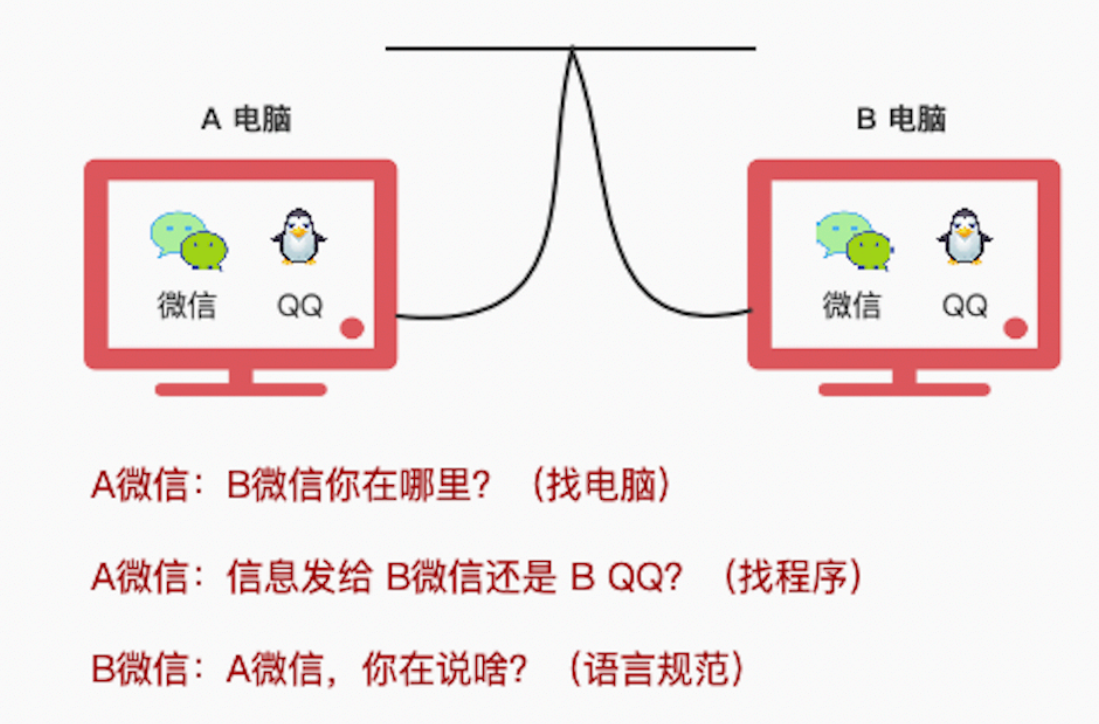 A 电脑
B 电脑
微信 QQ
微信 QQ
A微信：B微信你在哪里？（找电脑）
A微信：信息发给 B微信还是 B QQ？（找程序）
B微信：A微信，你在说啥？（语言规范）